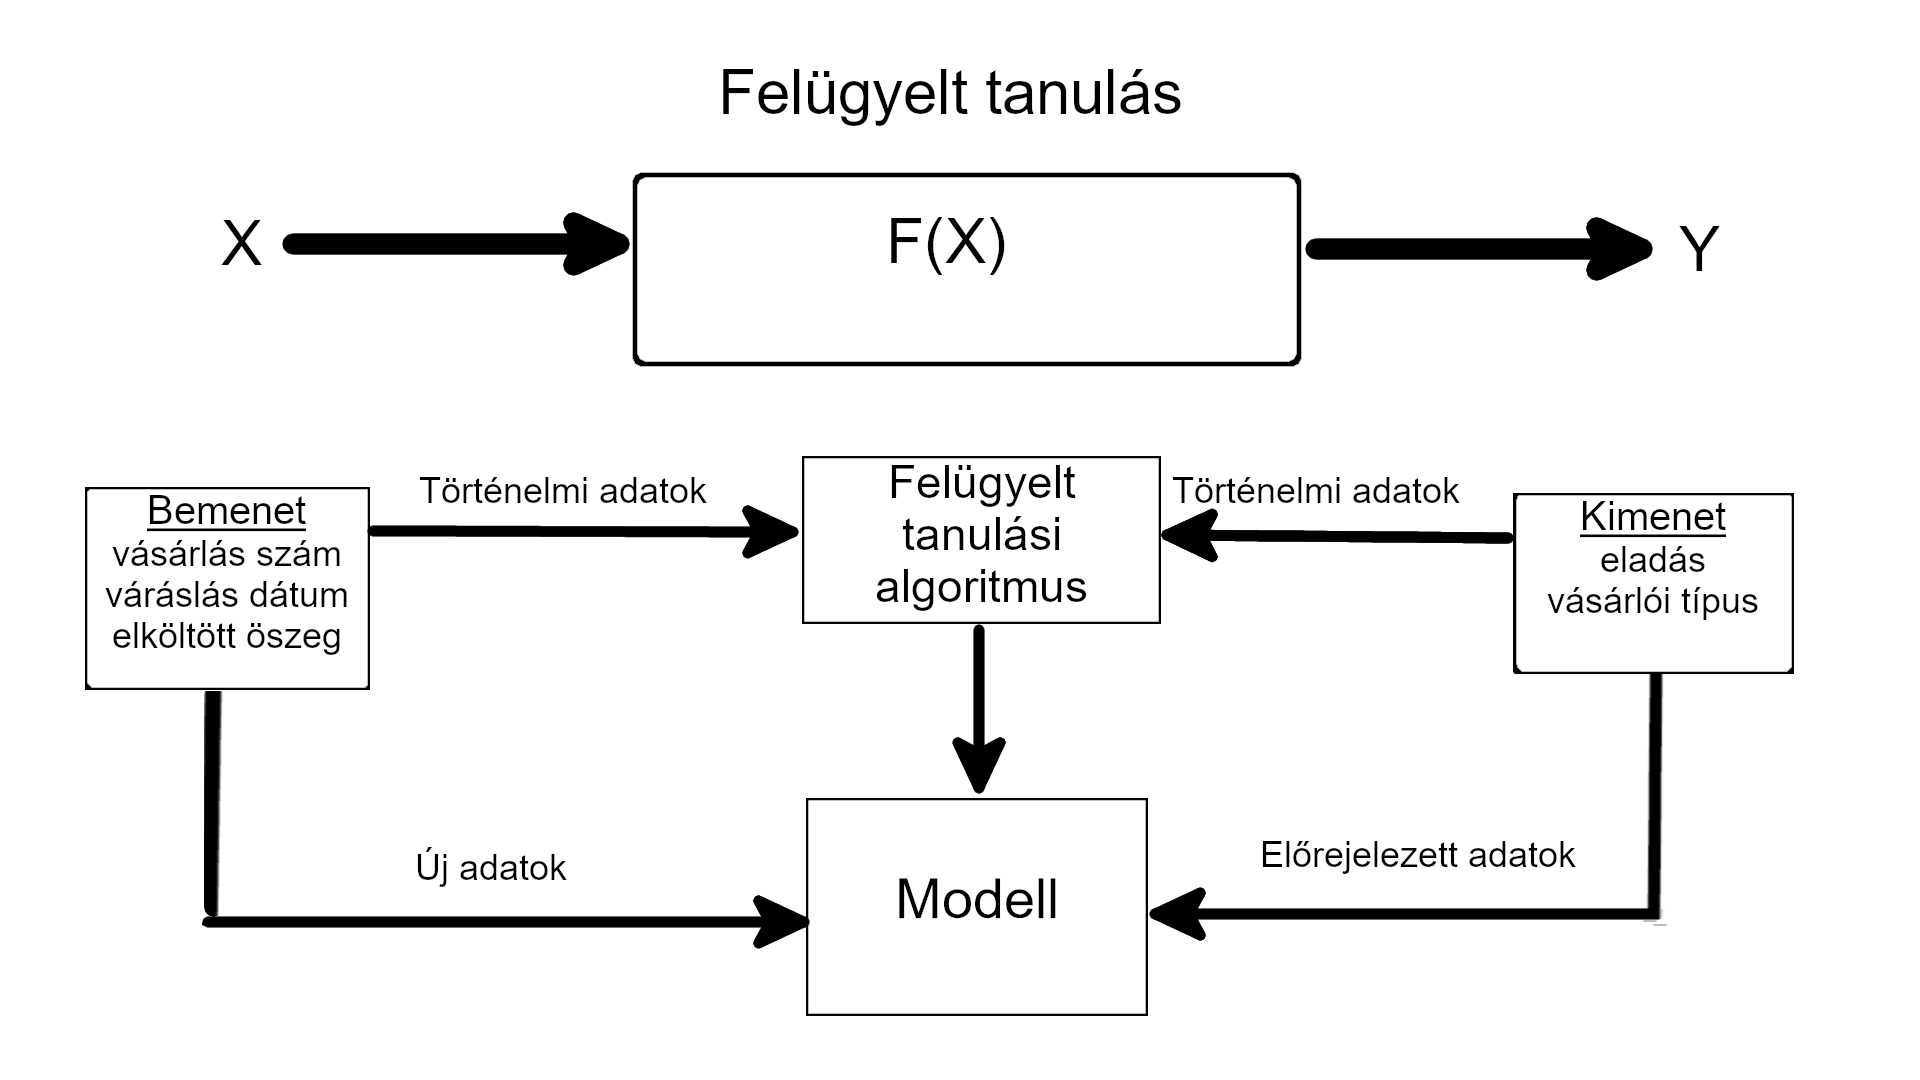 Felügyelt tanulás
X
F(X)
Y
Történelmi adatok
Bemenet
vásárlás szám
váráslás dátum
elköltött öszeg
Felügyelt
tanulási
algoritmus
Történelmi adatok
Kimenet
eladás
vásárlói típus
Új adatok
Modell
Előrejelezett adatok